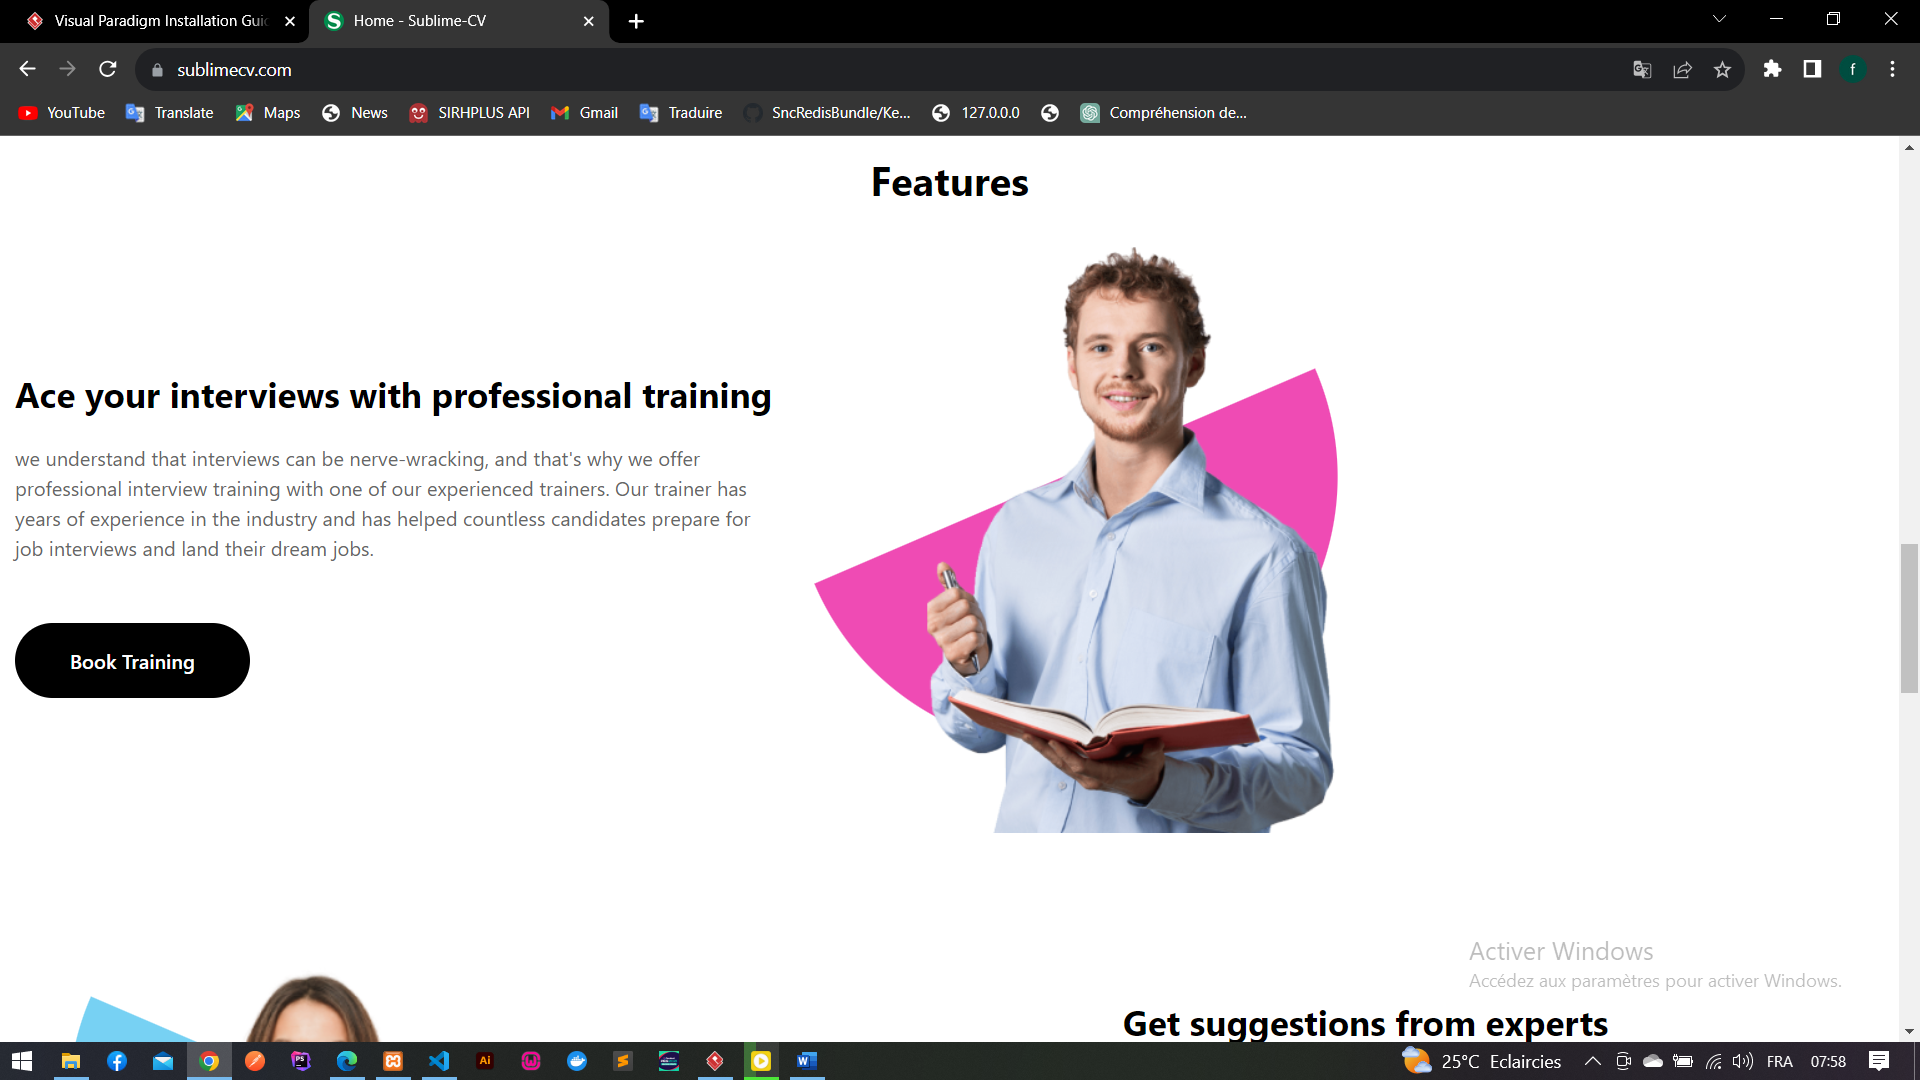 Visual Paradigm Installation Gui
Home - Sublime-CV
sublimecv.com
f
YouTube
Translate
Maps
News
SIRHPLUS API
Gmail
Traduire
SncRedisBundle/Ke...
127.0.0.0
Compréhension de...
Features
Ace your interviews with professional training
we understand that interviews can be nerve-wracking, and that's why we offer
professional interview training with one of our experienced trainers. Our trainer has
years of experience in the industry and has helped countless candidates prepare for
job interviews and land their dream jobs.
Book Training
Activer Windows
Accédez aux paramètres pour activer Windows.
Get suggestions from experts
25°C Eclaircies
FRA
07:58